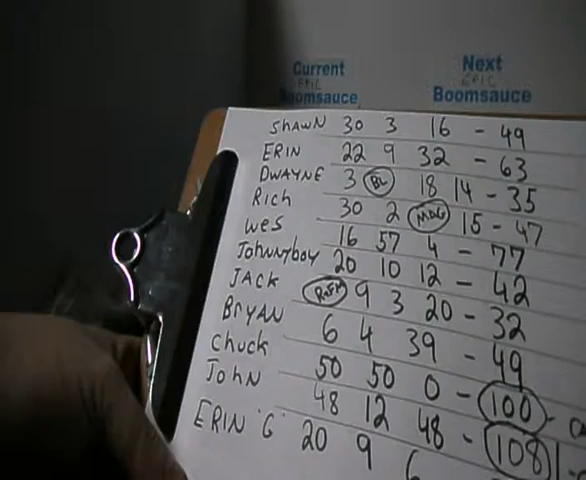 Current Next
EPIC EPIC
Boomsauce Boomsauce
SHAWN 30 3 16 - 49
ERIN 22 9 32 - 63
DWAYNE 3 BL 18 14 - 35
Rich 30 2 MDG 15 - 47
Wes 16 57 4 - 77
Johnnyboy 20 10 12 - 42
JACK 9 3 20 - 32
BRYAN 6 4 39 - 49
Chuck 50 50 0 - 100
John 48 12 48 - 108
ERIN "G" 20 9 6